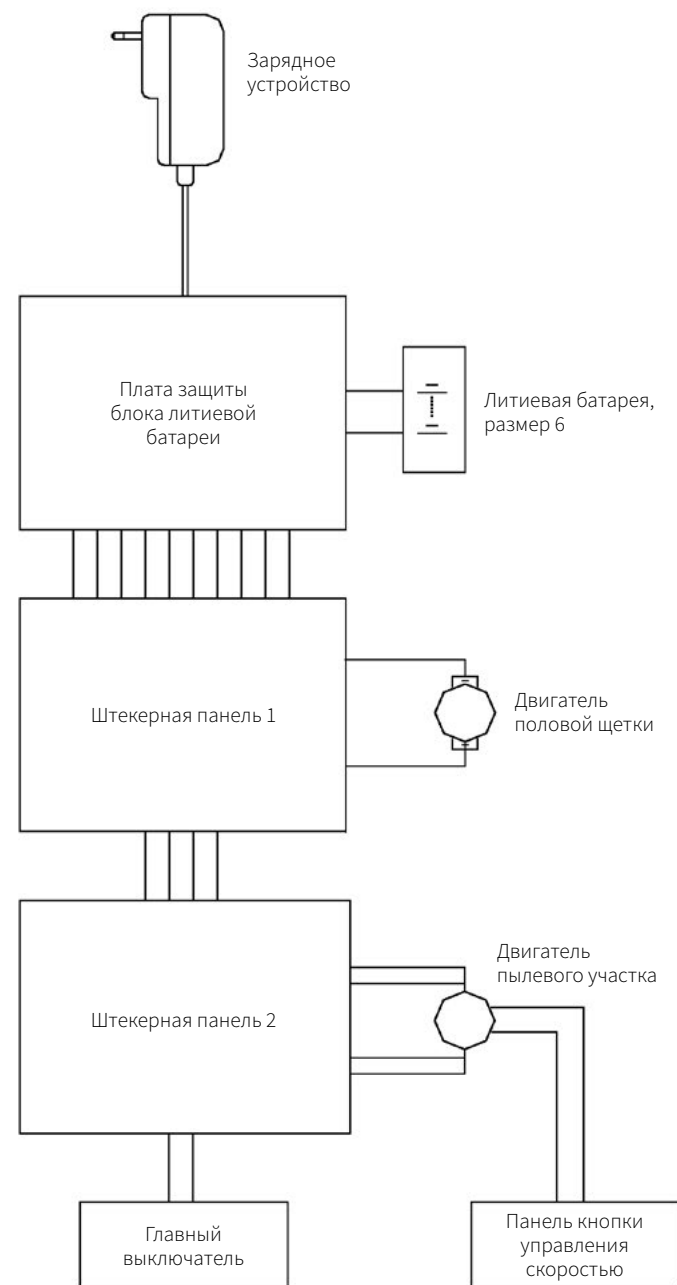 Зарядное
устройство
Плата защиты
блока литиевой
батареи
Литиевая батарея,
размер 6
Штекерная панель 1
Двигатель
половой щетки
Двигатель
пылевого участка
Штекерная панель 2
Главный
выключатель
Панель кнопки
управления
скоростью